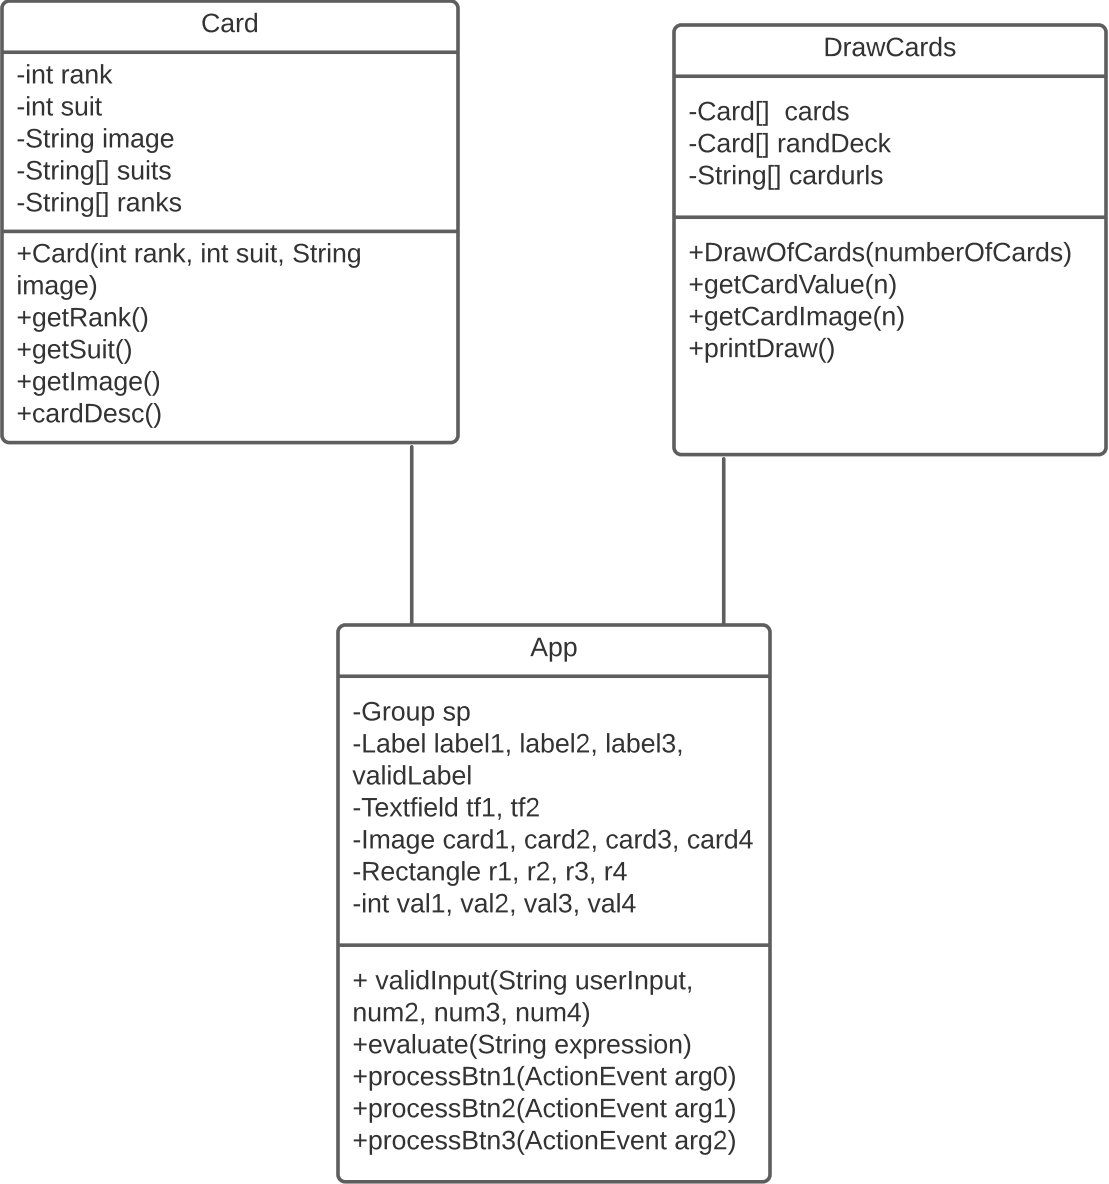 Card
-int rank
-int suit
-String image
-String[] suits
-String[] ranks
+Card(int rank, int suit, String
image)
+getRank()
+getSuit()
+getImage()
+cardDesc()
DrawCards
-Card[]  cards
-Card[] randDeck
-String[] cardurls
+DrawOfCards(numberOfCards)
+getCardValue(n)
+getCardImage(n)
+printDraw()
App
-Group sp
-Label label1, label2, label3,
validLabel
-Textfield tf1, tf2
-Image card1, card2, card3, card4
-Rectangle r1, r2, r3, r4
-int val1, val2, val3, val4
+ validInput(String userInput,
num2, num3, num4)
+evaluate(String expression)
+processBtn1(ActionEvent arg0)
+processBtn2(ActionEvent arg1)
+processBtn3(ActionEvent arg2)